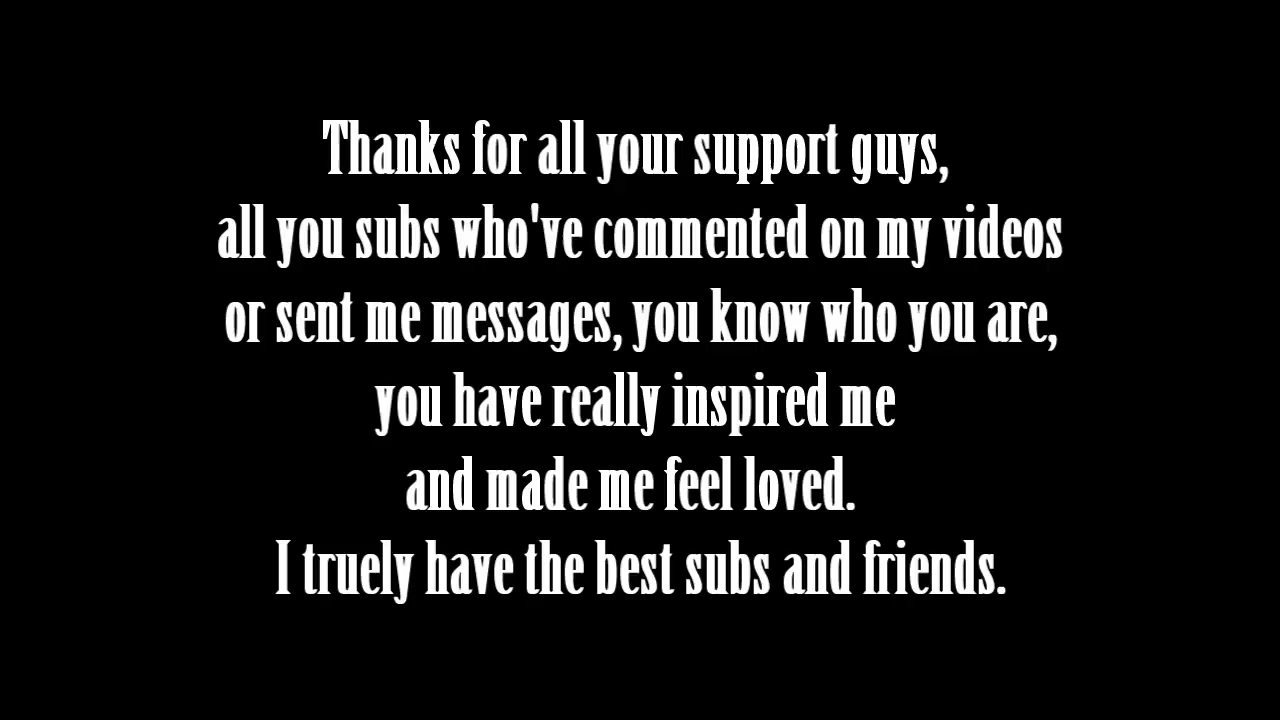 Thanks for all your support guys,
all you subs who've commented on my videos
or sent me messages, you know who you are,
you have really inspired me
and made me feel loved.
I truely have the best subs and friends.